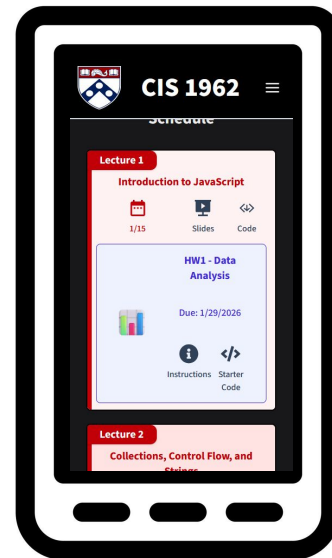 CIS 1962
Schedule
Lecture 1
Introduction to JavaScript
1/15
Slides
Code
HW1 - Data
Analysis
Due: 1/29/2026
Instructions
Starter
Code
Lecture 2
Collections, Control Flow, and
Strings